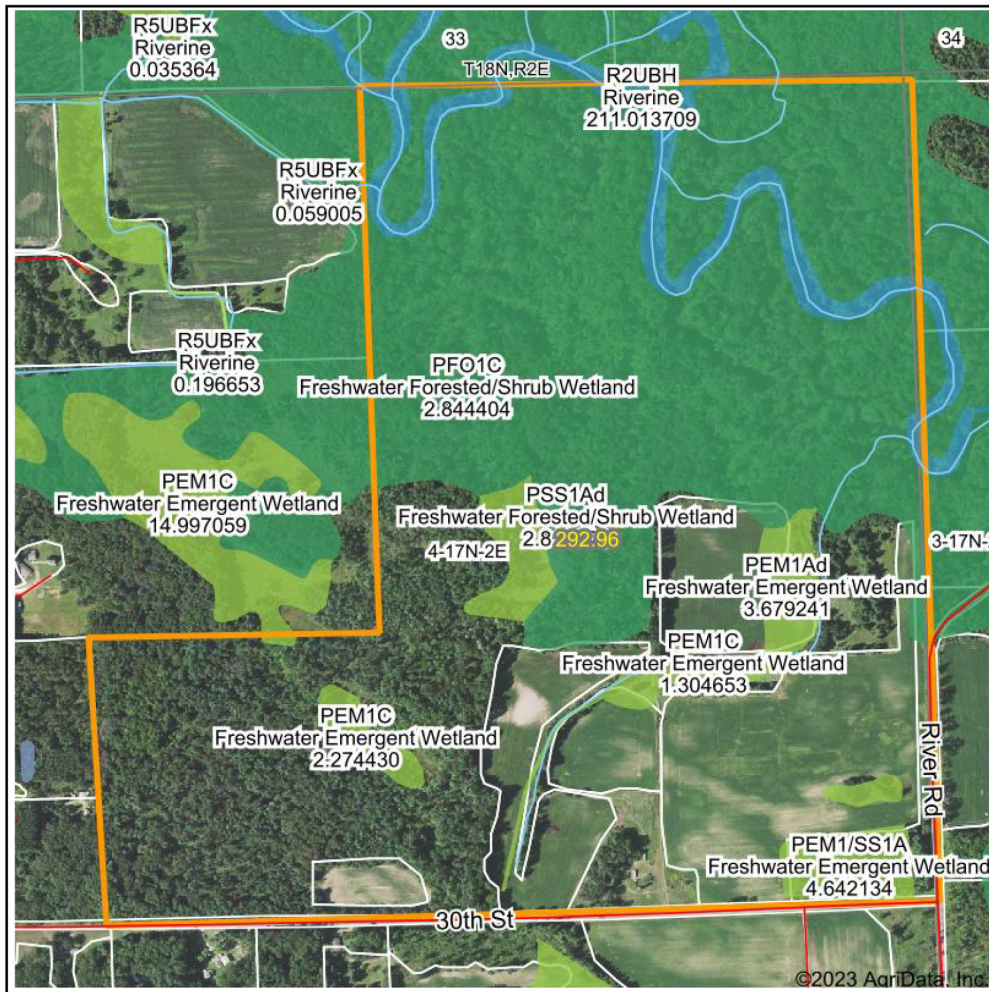 R5UBFx
Riverine
0.035364
33
34
T18N,R2E
R2UBH
Riverine
211.013709
R5UBFx
Riverine
0.059005
R5UBFx
Riverine
0.196653
PFO1C
Freshwater Forested/Shrub Wetland
2.844404
PEM1C
Freshwater Emergent Wetland
14.997059
PSS1Ad
Freshwater Forested/Shrub Wetland
2.8
292.96
4-17N-2E
3-17N-
PEM1Ad
Freshwater Emergent Wetland
3.679241
PEM1C
Freshwater Emergent Wetland
1.304653
PEM1C
Freshwater Emergent Wetland
2.274430
River Rd
PEM1/SS1A
Freshwater Emergent Wetland
4.642134
30th St
©2023 AgriData, Inc.